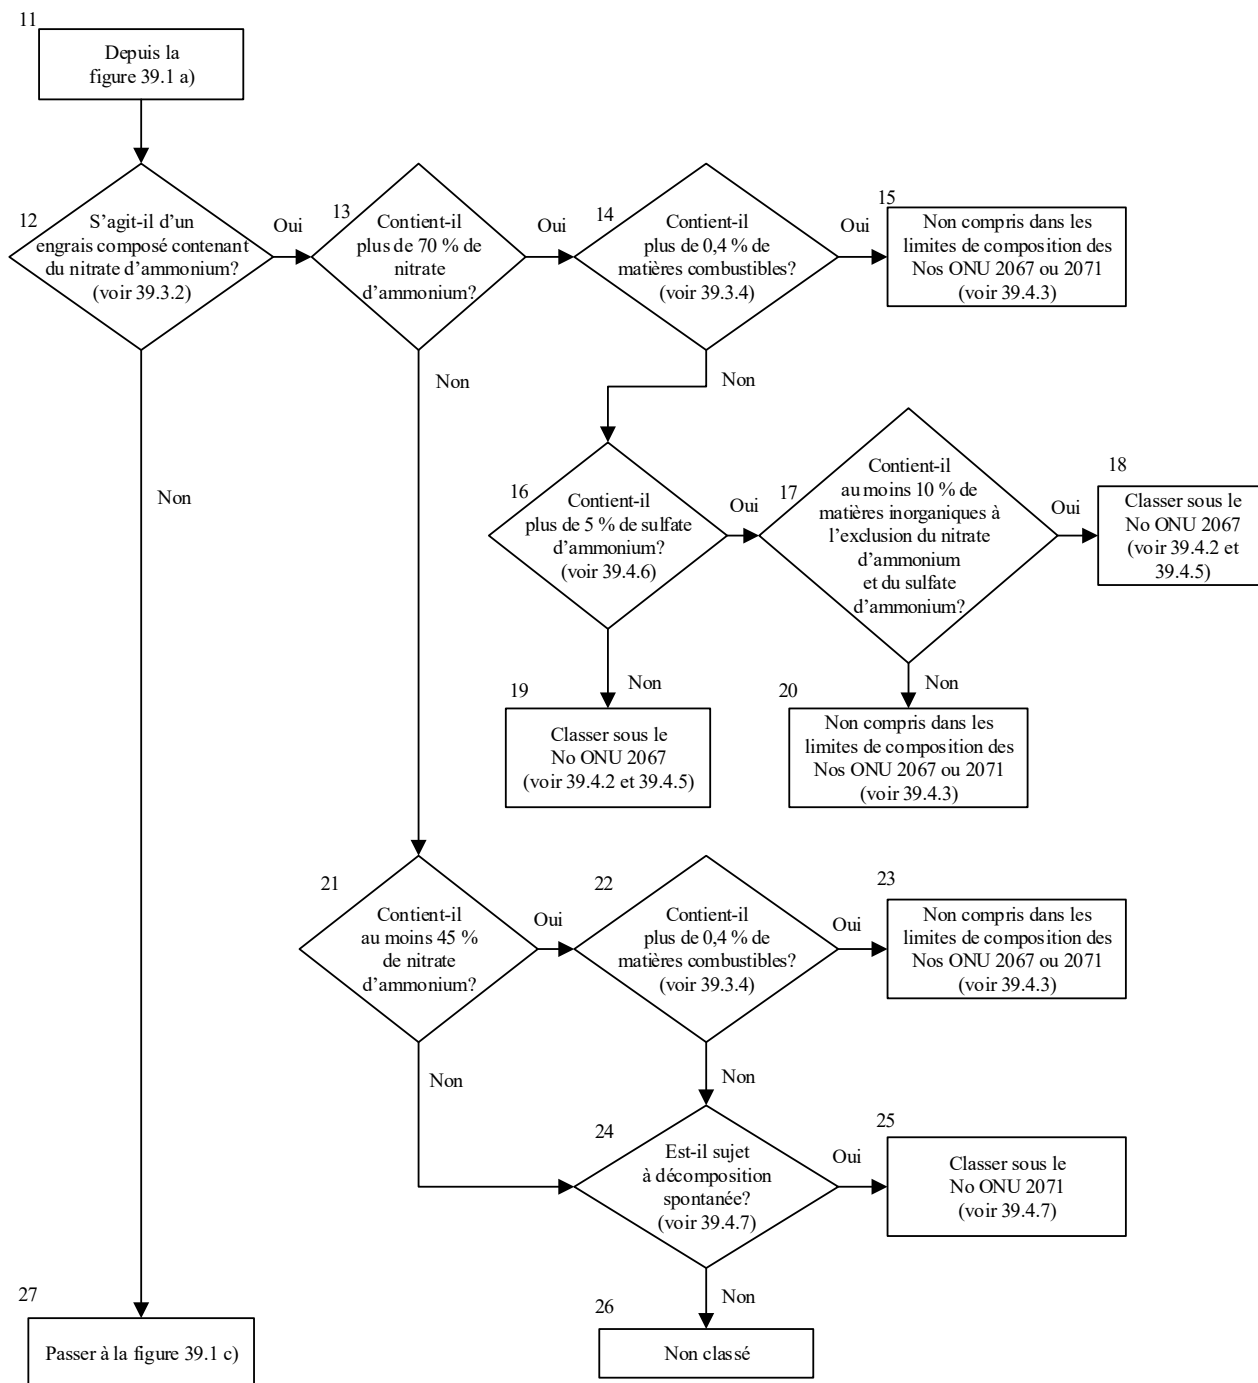 11
Depuis la
figure 39.1 a)
12
S’agit-il d’un
engrais composé contenant
du nitrate d’ammonium?
(voir 39.3.2)
Oui
13
Contient-il
plus de 70 % de
nitrate
d’ammonium?
Oui
14
Contient-il
plus de 0,4 % de
matières combustibles?
(voir 39.3.4)
Oui
15
Non compris dans les
limites de composition des
Nos ONU 2067 ou 2071
(voir 39.4.3)
Non
Non
Non
16
Contient-il
plus de 5 % de sulfate
d’ammonium?
(voir 39.4.6)
Oui
17
Contient-il
au moins 10 % de
matières inorganiques à
l’exclusion du nitrate
d’ammonium
et du sulfate
d’ammonium?
Oui
18
Classer sous le
No ONU 2067
(voir 39.4.2 et
39.4.5)
Non
Non
19
Classer sous le
No ONU 2067
(voir 39.4.2 et 39.4.5)
20
Non compris dans les
limites de composition des
Nos ONU 2067 ou 2071
(voir 39.4.3)
21
Contient-il
au moins 45 %
de nitrate
d’ammonium?
Oui
22
Contient-il
plus de 0,4 % de
matières combustibles?
(voir 39.3.4)
Oui
23
Non compris dans les
limites de composition des
Nos ONU 2067 ou 2071
(voir 39.4.3)
Non
Non
24
Est-il sujet
à décomposition
spontanée?
(voir 39.4.7)
Oui
25
Classer sous le
No ONU 2071
(voir 39.4.7)
Non
26
Non classé
27
Passer à la figure 39.1 c)